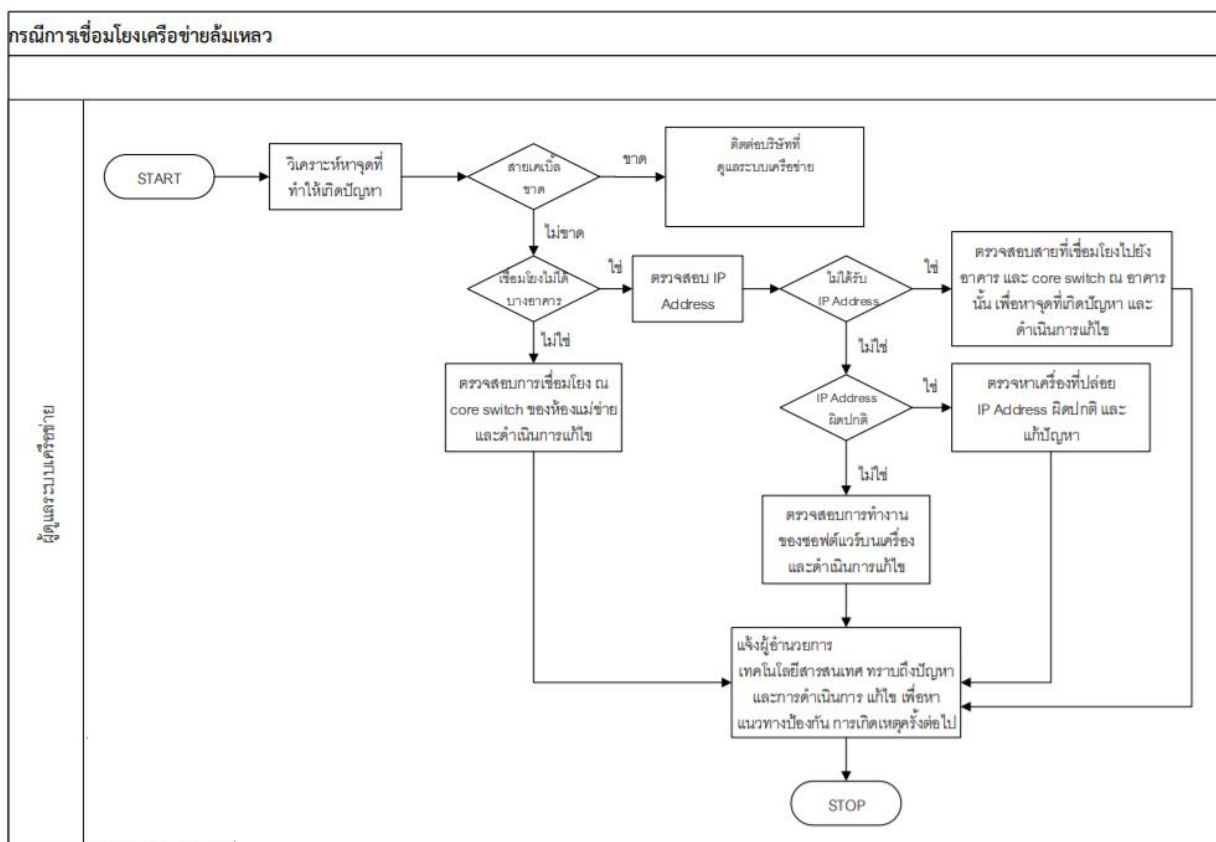 กรณีการเชื่อมโยงเครือข่ายล้มเหลว
ผู้ดูแลระบบเครือข่าย
START
วิเคราะห์หาจุดที่
ทำให้เกิดปัญหา
สายเคเบิ้ล
ขาด
ขาด
ติดต่อบริษัทที่
ดูแลระบบเครือข่าย
ไม่ขาด
เชื่อมโยงไม่ได้
บางอาคาร
ใช่
ตรวจสอบ IP
Address
ไม่ได้รับ
IP Address
ใช่
ตรวจสอบสายที่เชื่อมโยงไปยัง
อาคาร และ core switch ณ อาคาร
นั้น เพื่อหาจุดที่เกิดปัญหา และ
ดำเนินการแก้ไข
ไม่ใช่
ไม่ใช่
ตรวจสอบการเชื่อมโยง ณ
core switch ของห้องแม่ข่าย
และดำเนินการแก้ไข
IP Address
ผิดปกติ
ใช่
ตรวจหาเครื่องที่ปล่อย
IP Address ผิดปกติ และ
แก้ปัญหา
ไม่ใช่
ตรวจสอบการทำงาน
ของซอฟต์แวร์บนเครื่อง
และดำเนินการแก้ไข
แจ้งผู้อำนวยการ
เทคโนโลยีสารสนเทศ ทราบถึงปัญหา
และการดำเนินการ แก้ไข เพื่อหา
แนวทางป้องกัน การเกิดเหตุครั้งต่อไป
STOP